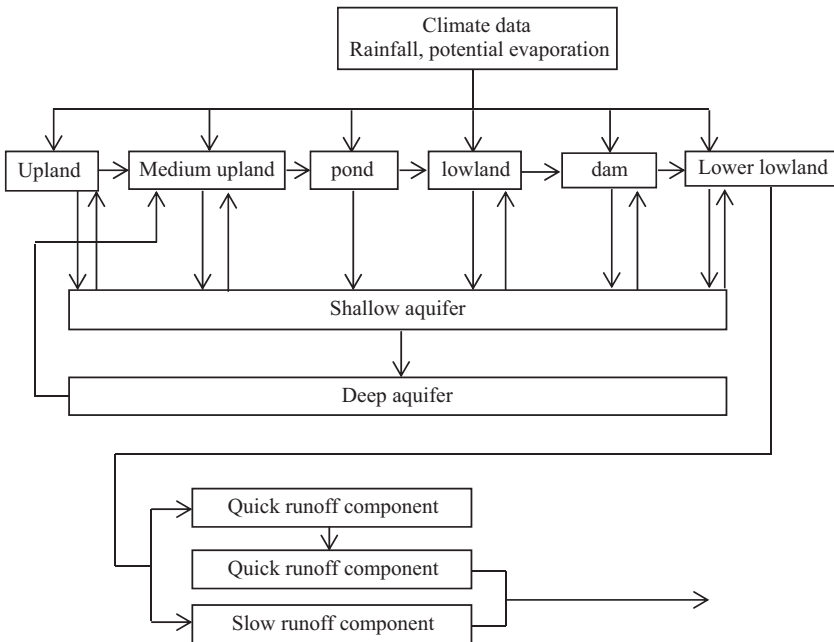 Climate data
Rainfall, potential evaporation
Upland
Medium upland
pond
lowland
dam
Lower lowland
Shallow aquifer
Deep aquifer
Quick runoff component
Quick runoff component
Slow runoff component